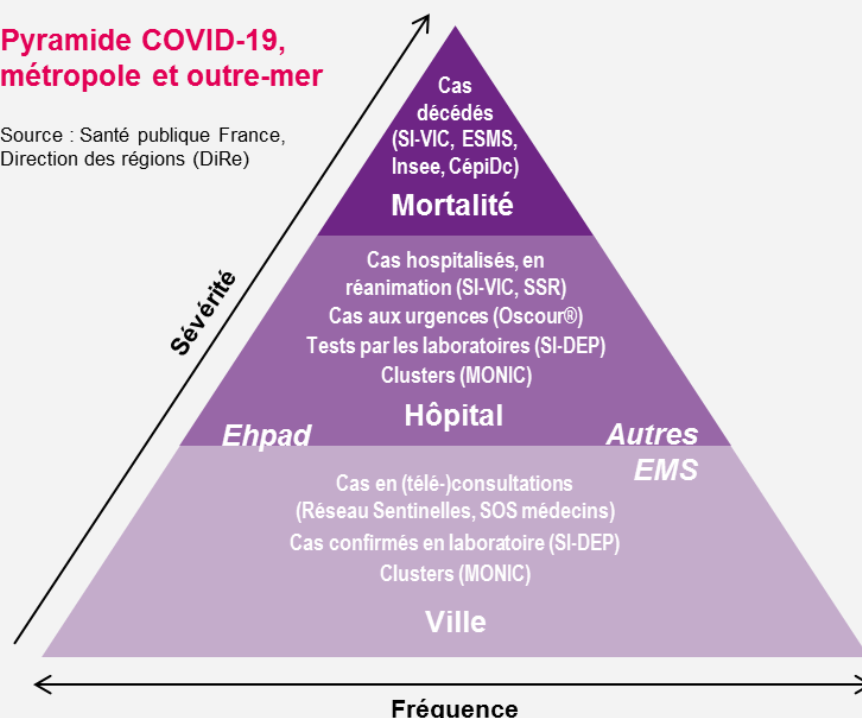 Pyramide COVID-19,
métropole et outre-mer
Source : Santé publique France,
Direction des régions (DiRe)
Sévérité
Cas
décédés
(SI-VIC, ESMS,
Insee, CépiDc)
Mortalité
Cas hospitalisés, en
réanimation (SI-VIC, SSR)
Cas aux urgences (Oscour®)
Tests par les laboratoires (SI-DEP)
Clusters (MONIC)
Hôpital
Ehpad
Autres
EMS
Cas en (télé-)consultations
(Réseau Sentinelles, SOS médecins)
Cas confirmés en laboratoire (SI-DEP)
Clusters (MONIC)
Ville
Fréquence